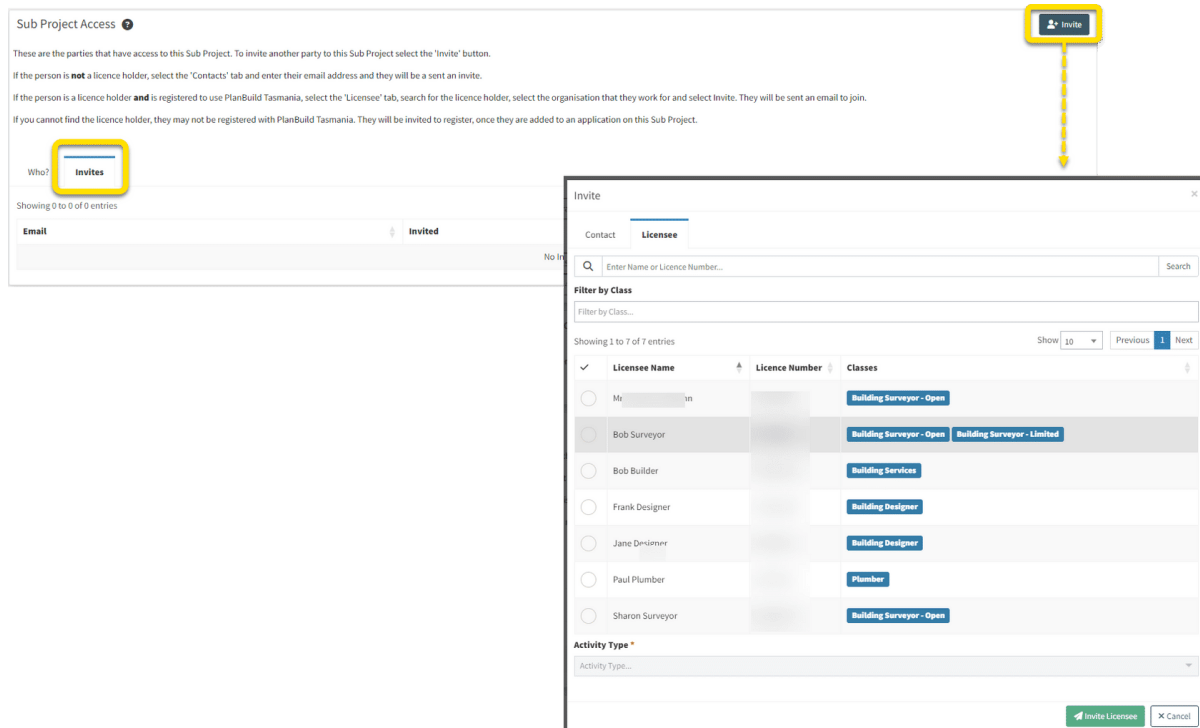 Sub Project Access ?
Invite
These are the parties that have access to this Sub Project. To invite another party to this Sub Project select the 'Invite' button.
If the person is not a licence holder, select the 'Contacts' tab and enter their email address and they will be a sent an invite.
If the person is a licence holder and is registered to use PlanBuild Tasmania, select the 'Licensee' tab, search for the licence holder, select the organisation that they work for and select Invite. They will be sent an email to join.
If you cannot find the licence holder, they may not be registered with PlanBuild Tasmania. They will be invited to register, once they are added to an application on this Sub Project.
Who? Invites
Showing 0 to 0 of 0 entries
Email Invited
No In
Invite ×
Contact Licensee
Enter Name or Licence Number... Search
Filter by Class
Filter by Class...
Showing 1 to 7 of 7 entries Show 10 Previous 1 Next
Licensee Name Licence Number Classes
Building Surveyor - Open
Bob Surveyor Building Surveyor - Open Building Surveyor - Limited
Bob Builder Building Services
Frank Designer Building Designer
Jane Designer Building Designer
Paul Plumber Plumber
Sharon Surveyor Building Surveyor - Open
Activity Type *
Activity Type...
Invite Licensee × Cancel